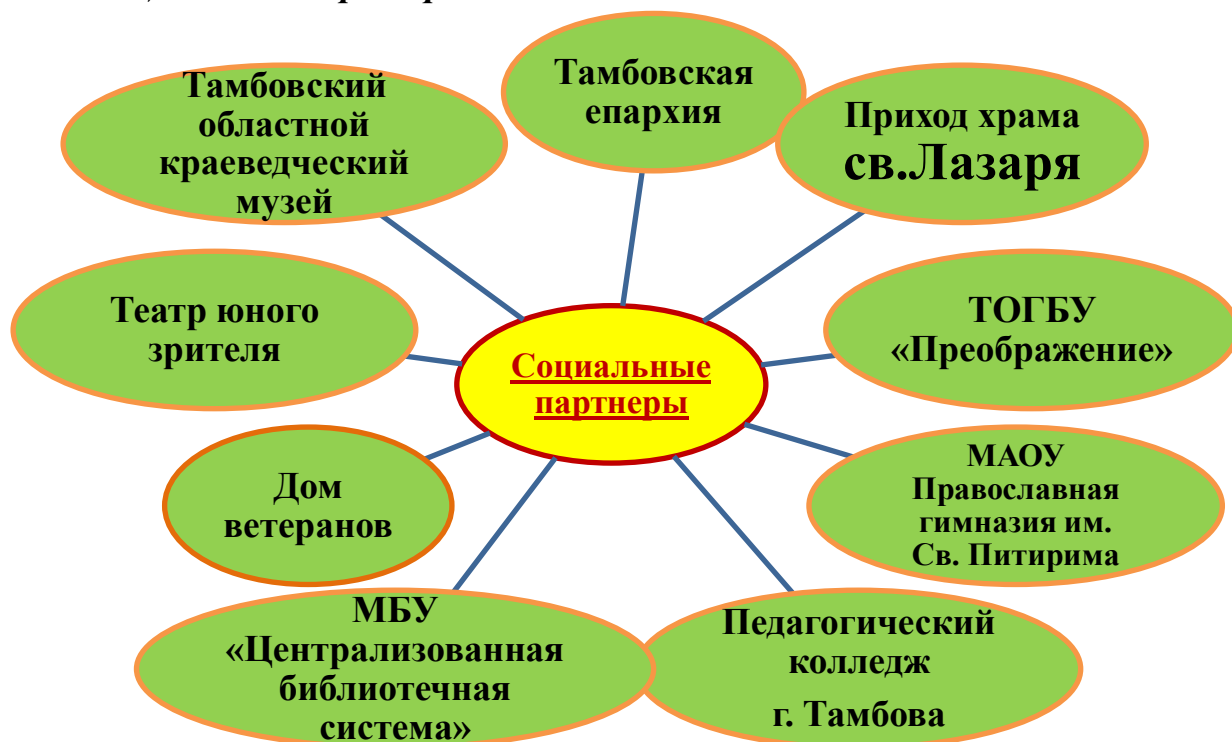 Тамбовская
епархия
Приход храма
св.Лазаря
ТОГБУ
«Преображение»
МАОУ
Православная
гимназия им.
Св. Питирима
Педагогический
колледж
г. Тамбова
МБУ
«Централизованная
библиотечная
система»
Дом
ветеранов
Театр юного
зрителя
Тамбовский
областной
краеведческий
музей
Социальные
партнеры